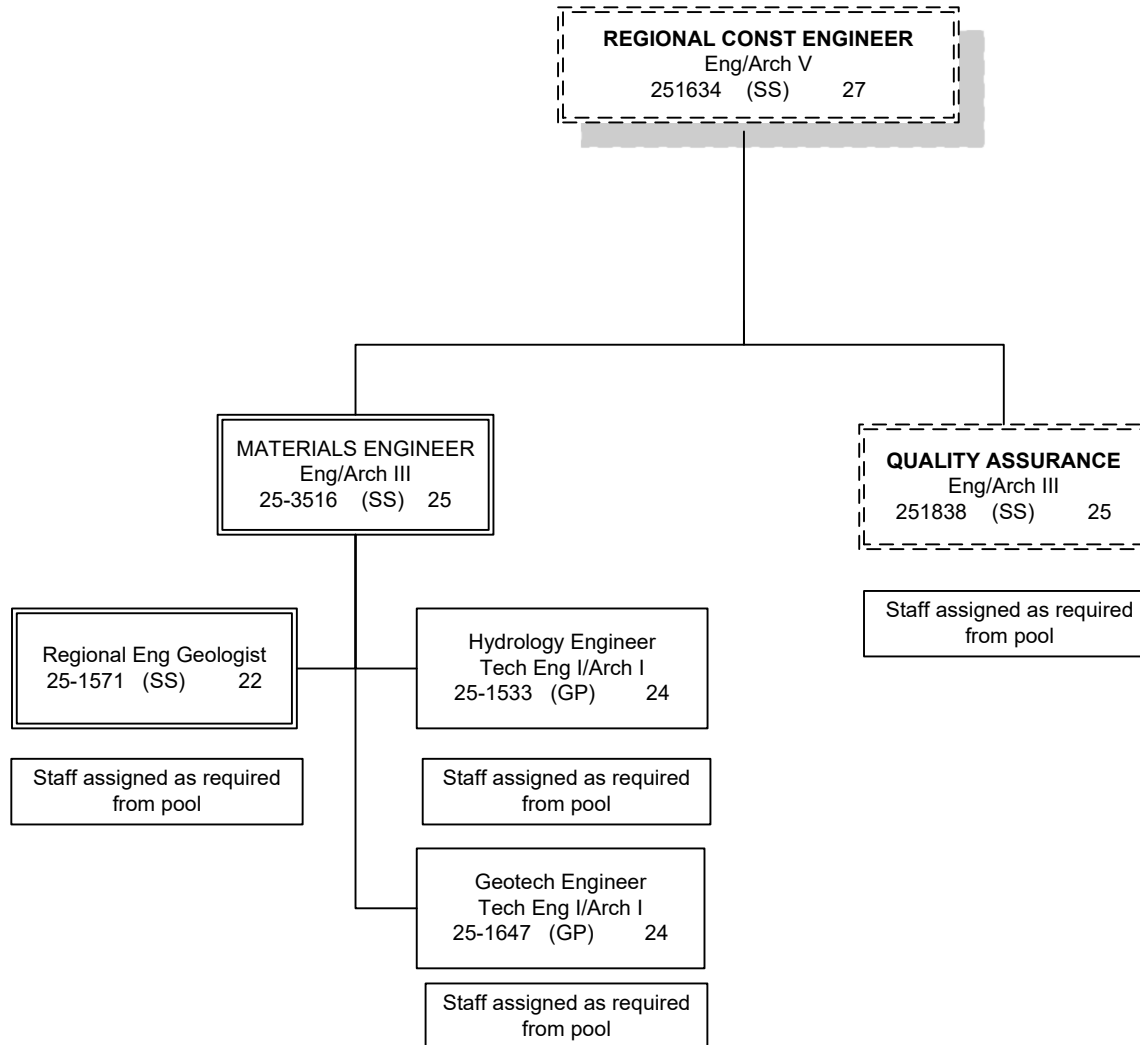 REGIONAL CONST ENGINEER
Eng/Arch V
251634 (SS) 27
MATERIALS ENGINEER
Eng/Arch III
25-3516 (SS) 25
QUALITY ASSURANCE
Eng/Arch III
251838 (SS) 25
Staff assigned as required
from pool
Regional Eng Geologist
25-1571 (SS) 22
Staff assigned as required
from pool
Hydrology Engineer
Tech Eng I/Arch I
25-1533 (GP) 24
Staff assigned as required
from pool
Geotech Engineer
Tech Eng I/Arch I
25-1647 (GP) 24
Staff assigned as required
from pool